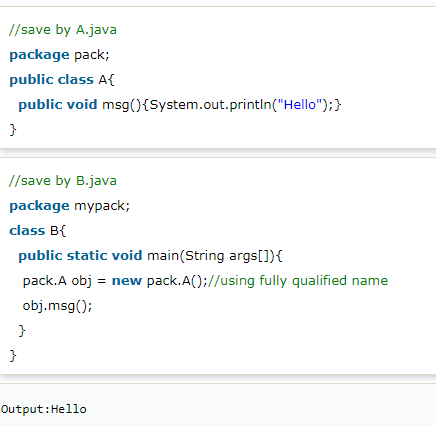 //save by A.java
package pack;
public class A{
  public void msg(){System.out.println("Hello");}
}
//save by B.java
package mypack;
class B{
  public static void main(String args[]){
   pack.A obj = new pack.A();//using fully qualified name
   obj.msg();
  }
}
Output:Hello